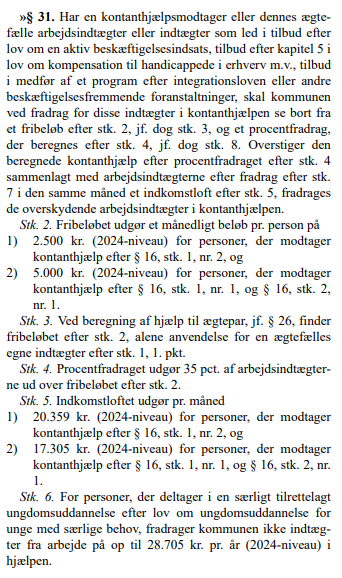 »§ 31. Har en kontanthjælpsmodtager eller dennes ægte-
fælle arbejdsindtægter eller indtægter som led i tilbud efter
lov om en aktiv beskæftigelsesindsats, tilbud efter kapitel 5 i
lov om kompensation til handicappede i erhverv m.v., tilbud
i medfør af et program efter integrationsloven eller andre
beskæftigelsesfremmende foranstaltninger, skal kommunen
ved fradrag for disse indtægter i kontanthjælpen se bort fra
et fribeløb efter stk. 2, jf. dog stk. 3, og et procentfradrag,
der beregnes efter stk. 4, jf. dog stk. 8. Overstiger den
beregnede kontanthjælp efter procentfradraget efter stk. 4
sammenlagt med arbejdsindtægterne efter fradrag efter stk.
7 i den samme måned et indkomstloft efter stk. 5, fradrages
de overskydende arbejdsindtægter i kontanthjælpen.
Stk. 2. Fribeløbet udgør et månedligt beløb pr. person på
1) 2.500 kr. (2024-niveau) for personer, der modtager
kontanthjælp efter § 16, stk. 1, nr. 2, og
2) 5.000 kr. (2024-niveau) for personer, der modtager
kontanthjælp efter § 16, stk. 1, nr. 1, og § 16, stk. 2,
nr. 1.
Stk. 3. Ved beregning af hjælp til ægtepar, jf. § 26, finder
fribeløbet efter stk. 2, alene anvendelse for en ægtefælles
egne indtægter efter stk. 1, 1. pkt.
Stk. 4. Procentfradraget udgør 35 pct. af arbejdsindtægter-
ne ud over fribeløbet efter stk. 2.
Stk. 5. Indkomstloftet udgør pr. måned
1) 20.359 kr. (2024-niveau) for personer, der modtager
kontanthjælp efter § 16, stk. 1, nr. 2, og
2) 17.305 kr. (2024-niveau) for personer, der modtager
kontanthjælp efter § 16, stk. 1, nr. 1, og § 16, stk. 2, nr.
1.
Stk. 6. For personer, der deltager i en særligt tilrettelagt
ungdomsuddannelse efter lov om ungdomsuddannelse for
unge med særlige behov, fradrager kommunen ikke indtæg-
ter fra arbejde på op til 28.705 kr. pr. år (2024-niveau) i
hjælpen.